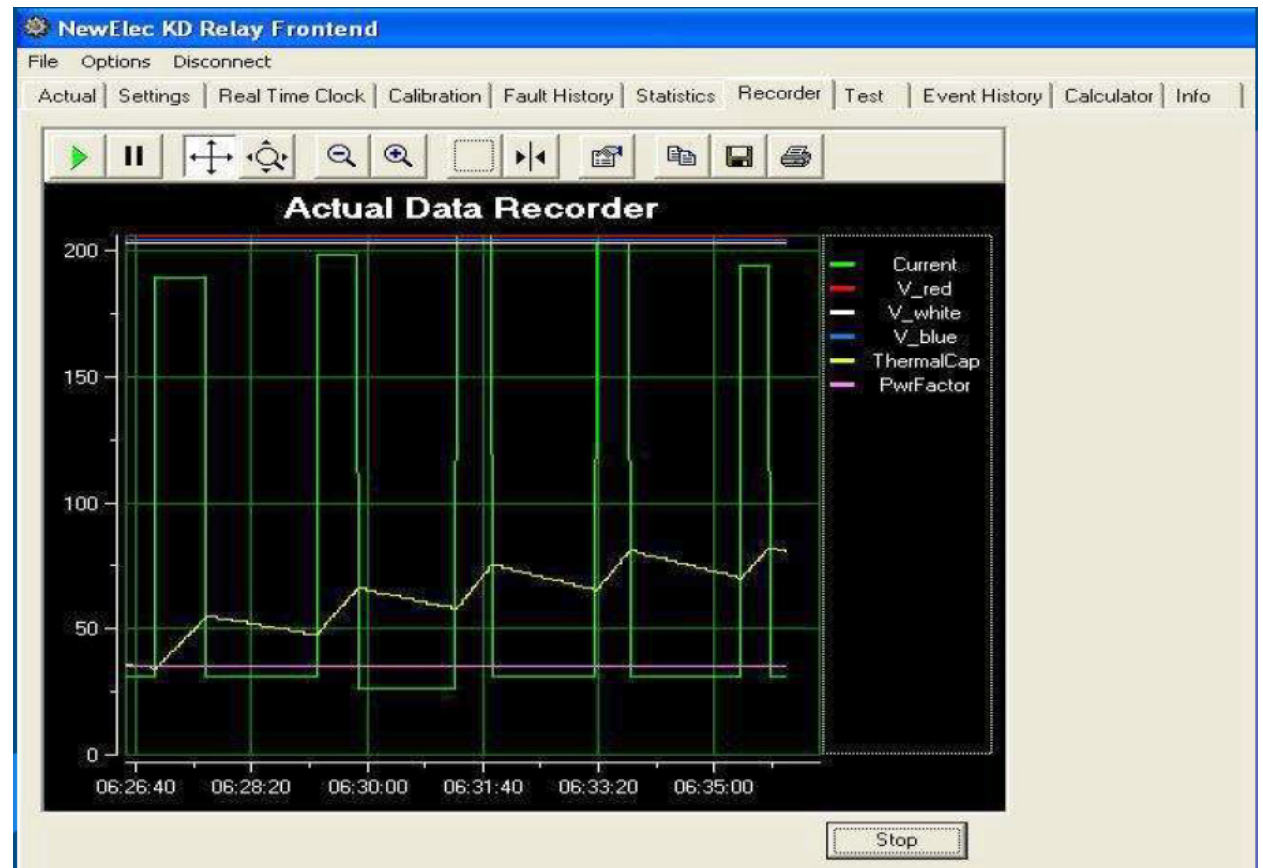 NewElec KD Relay Frontend
File Options Disconnect
Actual Settings Real Time Clock Calibration Fault History Statistics Recorder Test Event History Calculator Info
Actual Data Recorder
200
150
100
50
0
06:26:40 06:28:20 06:30:00 06:31:40 06:33:20 06:35:00
Current
V_red
V_white
V_blue
ThermalCap
PwrFactor
Stop